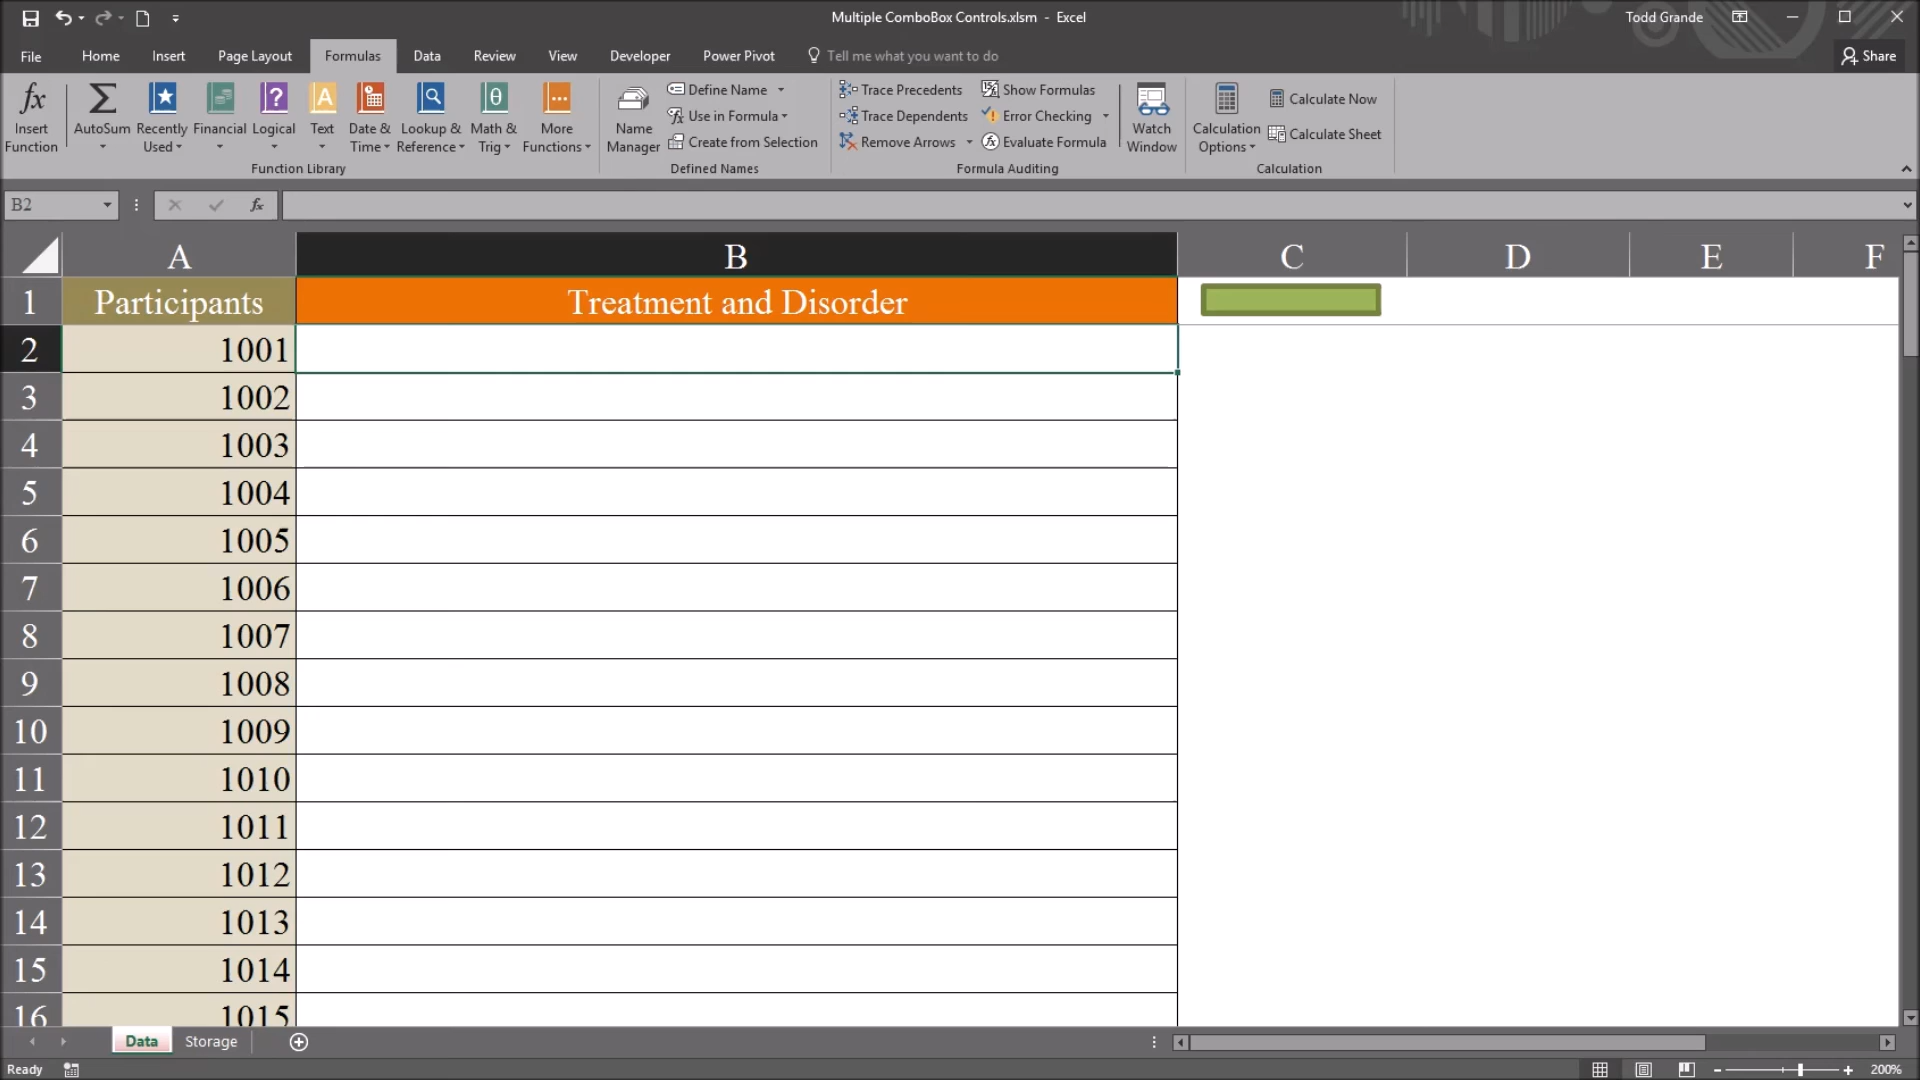 Multiple ComboBox Controls.xlsm - Excel
Todd Grande
File Home Insert Page Layout Formulas Data Review View Developer Power Pivot Tell me what you want to do
Share
fx Insert Function
Σ AutoSum
Recently Used
Financial
? Logical
A Text
Date & Time
Lookup & Reference
θ Math & Trig
... More Functions
Function Library
Name Manager
Define Name
Use in Formula
Create from Selection
Defined Names
Trace Precedents
Trace Dependents
Remove Arrows
Show Formulas
Error Checking
Evaluate Formula
Formula Auditing
Watch Window
Calculation Options
Calculate Now
Calculate Sheet
Calculation
B2 fx
A B C D E F
1 Participants Treatment and Disorder
2 1001
3 1002
4 1003
5 1004
6 1005
7 1006
8 1007
9 1008
10 1009
11 1010
12 1011
13 1012
14 1013
15 1014
16 1015
Data Storage
Ready
200%